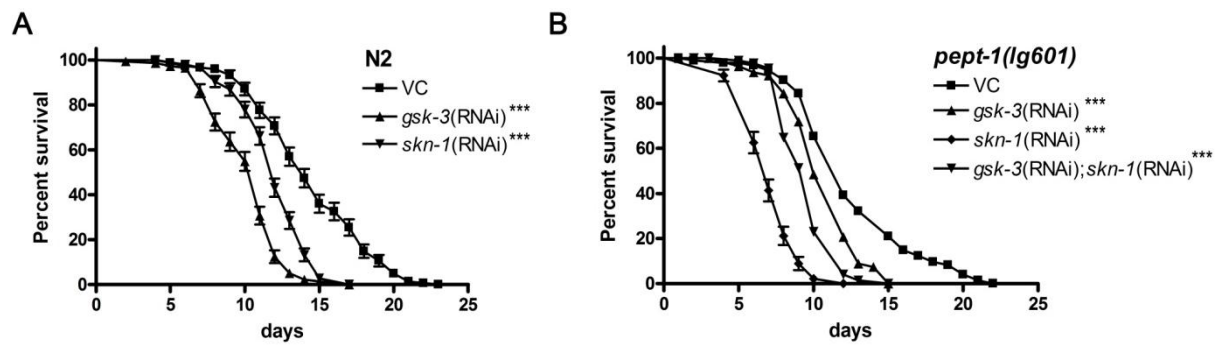 A
N2
VC
gsk-3(RNAi)***
skn-1(RNAi)***
Percent survival
100
80
60
40
20
0
0 5 10 15 20 25
days
B
pept-1(lg601)
VC
gsk-3(RNAi)***
skn-1(RNAi)***
gsk-3(RNAi);skn-1(RNAi)***
Percent survival
100
80
60
40
20
0
0 5 10 15 20 25
days